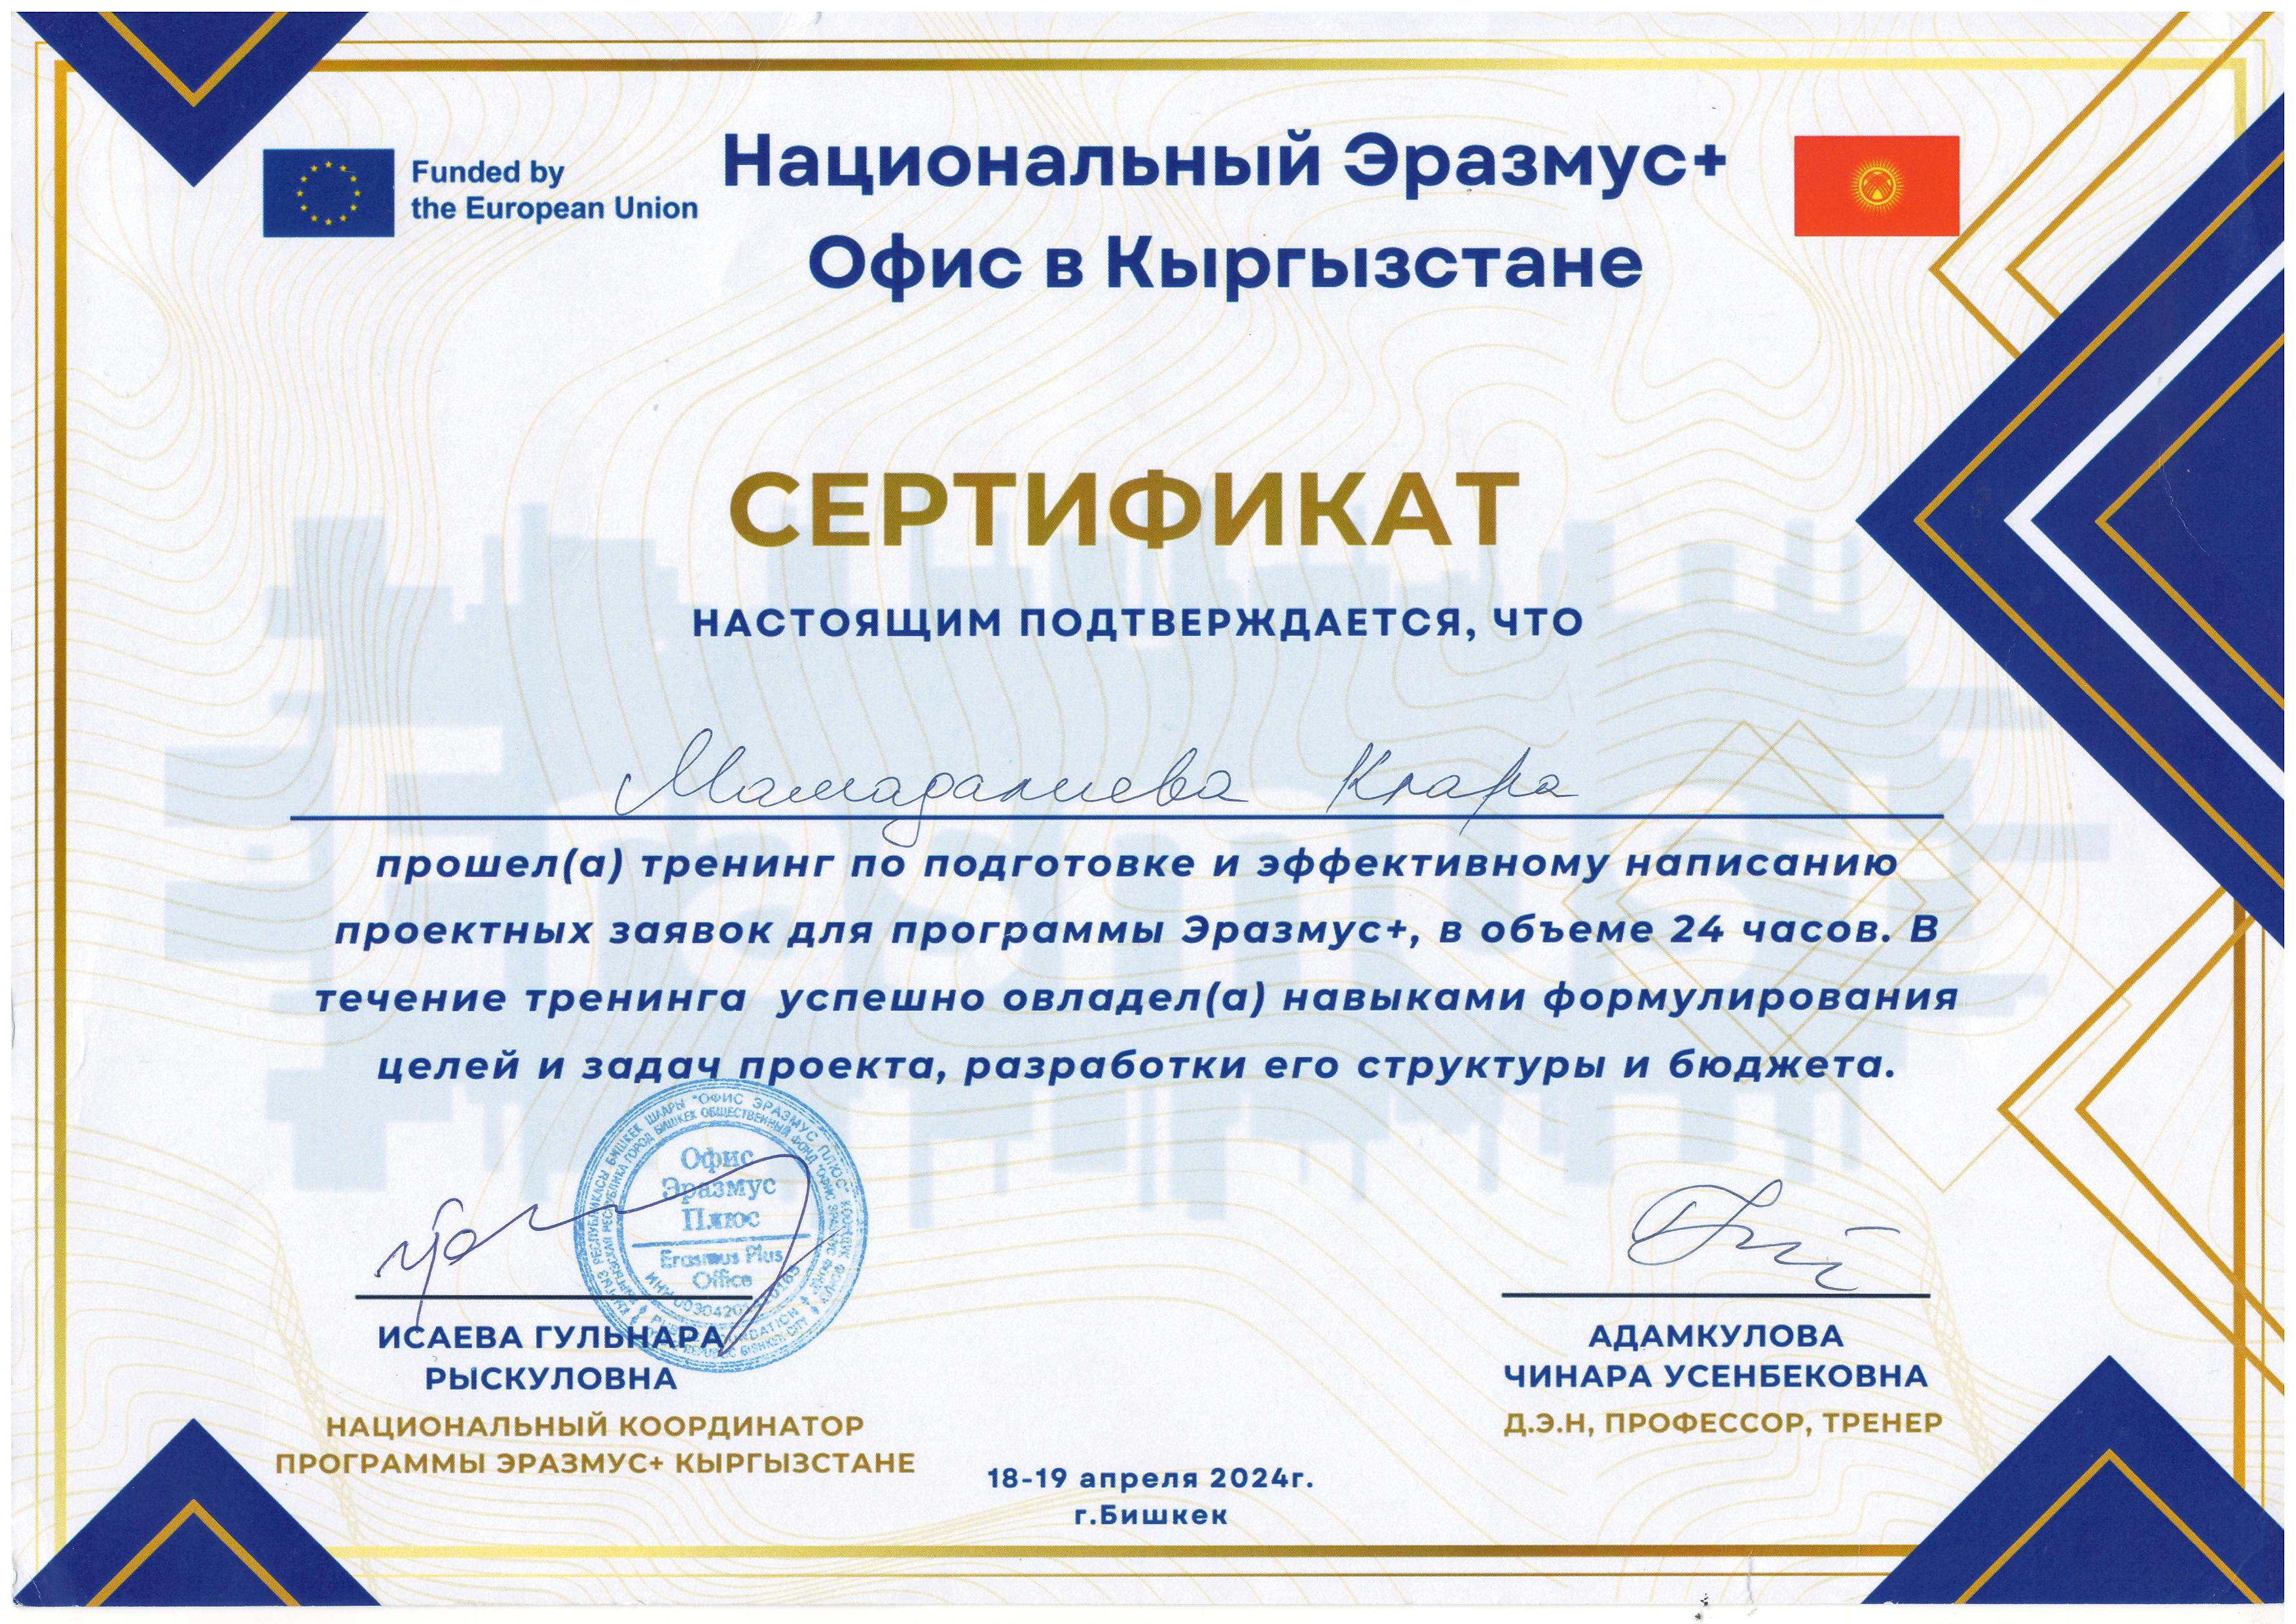 Funded by
the European Union
Национальный Эразмус+
Офис в Кыргызстане
СЕРТИФИКАТ
НАСТОЯЩИМ ПОДТВЕРЖДАЕТСЯ, ЧТО
Мамадалиева Клара
прошел(а) тренинг по подготовке и эффективному написанию
проектных заявок для программы Эразмус+, в объеме 24 часов. В
течение тренинга успешно овладел(а) навыками формулирования
целей и задач проекта, разработки его структуры и бюджета.
Офис
Эразмус
Плюс
Erasmus Plus
Office
ИСАЕВА ГУЛЬНАРА
РЫСКУЛОВНА
НАЦИОНАЛЬНЫЙ КООРДИНАТОР
ПРОГРАММЫ ЭРАЗМУС+ КЫРГЫЗСТАНЕ
АДАМКУЛОВА
ЧИНАРА УСЕНБЕКОВНА
Д.Э.Н, ПРОФЕССОР, ТРЕНЕР
18-19 апреля 2024г.
г.Бишкек